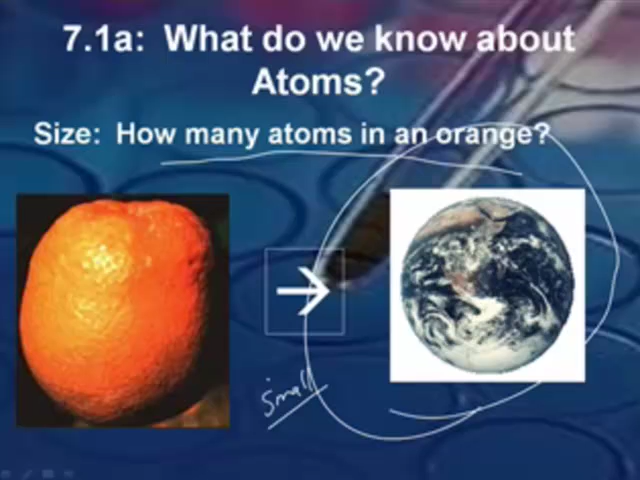 7.1a: What do we know about
Atoms?
Size: How many atoms in an orange?
small